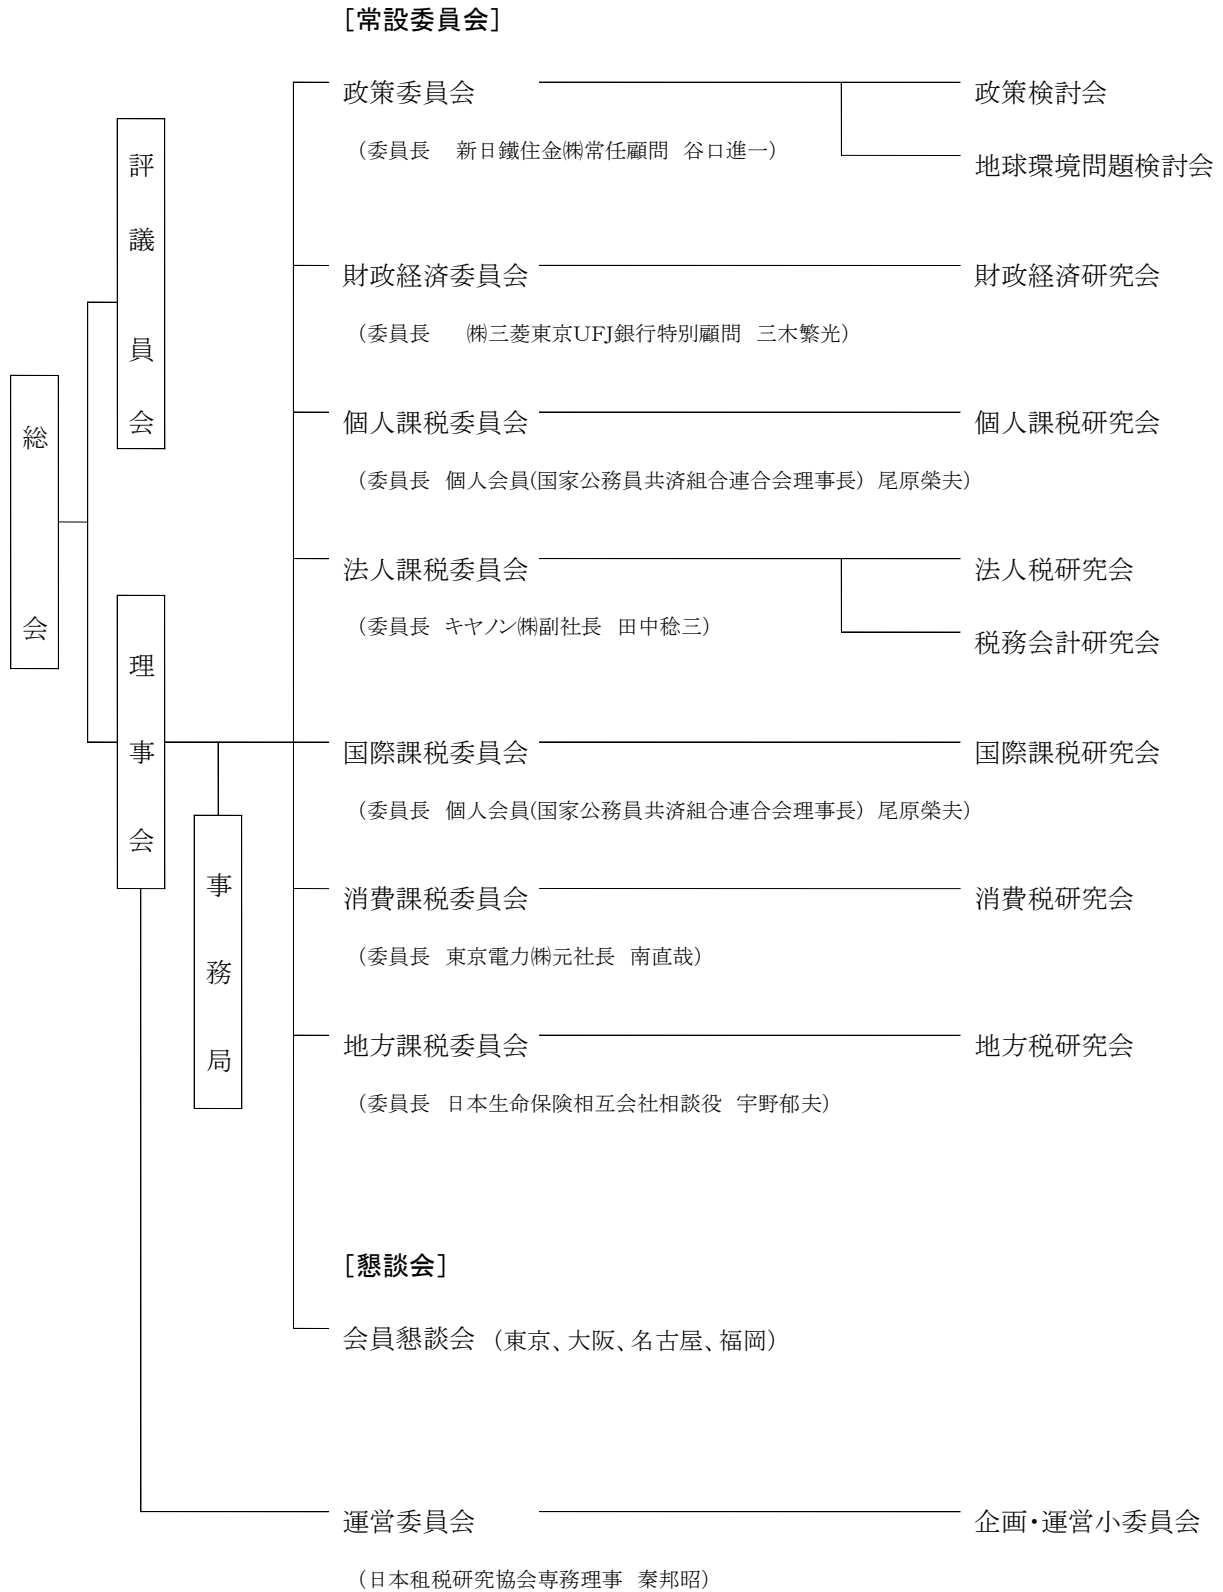 ［常設委員会］
政策委員会 政策検討会
（委員長 新日鐵住金㈱常任顧問 谷口進一）
地球環境問題検討会
評議員会
財政経済委員会 財政経済研究会
（委員長 ㈱三菱東京UFJ銀行特別顧問 三木繁光）
個人課税委員会 個人課税研究会
（委員長 個人会員(国家公務員共済組合連合会理事長） 尾原榮夫）
総会
法人課税委員会 法人税研究会
（委員長 キヤノン㈱副社長 田中稔三）
税務会計研究会
理事会
国際課税委員会 国際課税研究会
（委員長 個人会員(国家公務員共済組合連合会理事長） 尾原榮夫）
事務局
消費課税委員会 消費税研究会
（委員長 東京電力㈱元社長 南直哉）
地方課税委員会 地方税研究会
（委員長 日本生命保険相互会社相談役 宇野郁夫）
［懇談会］
会員懇談会 （東京、大阪、名古屋、福岡）
運営委員会 企画・運営小委員会
（日本租税研究協会専務理事 秦邦昭）